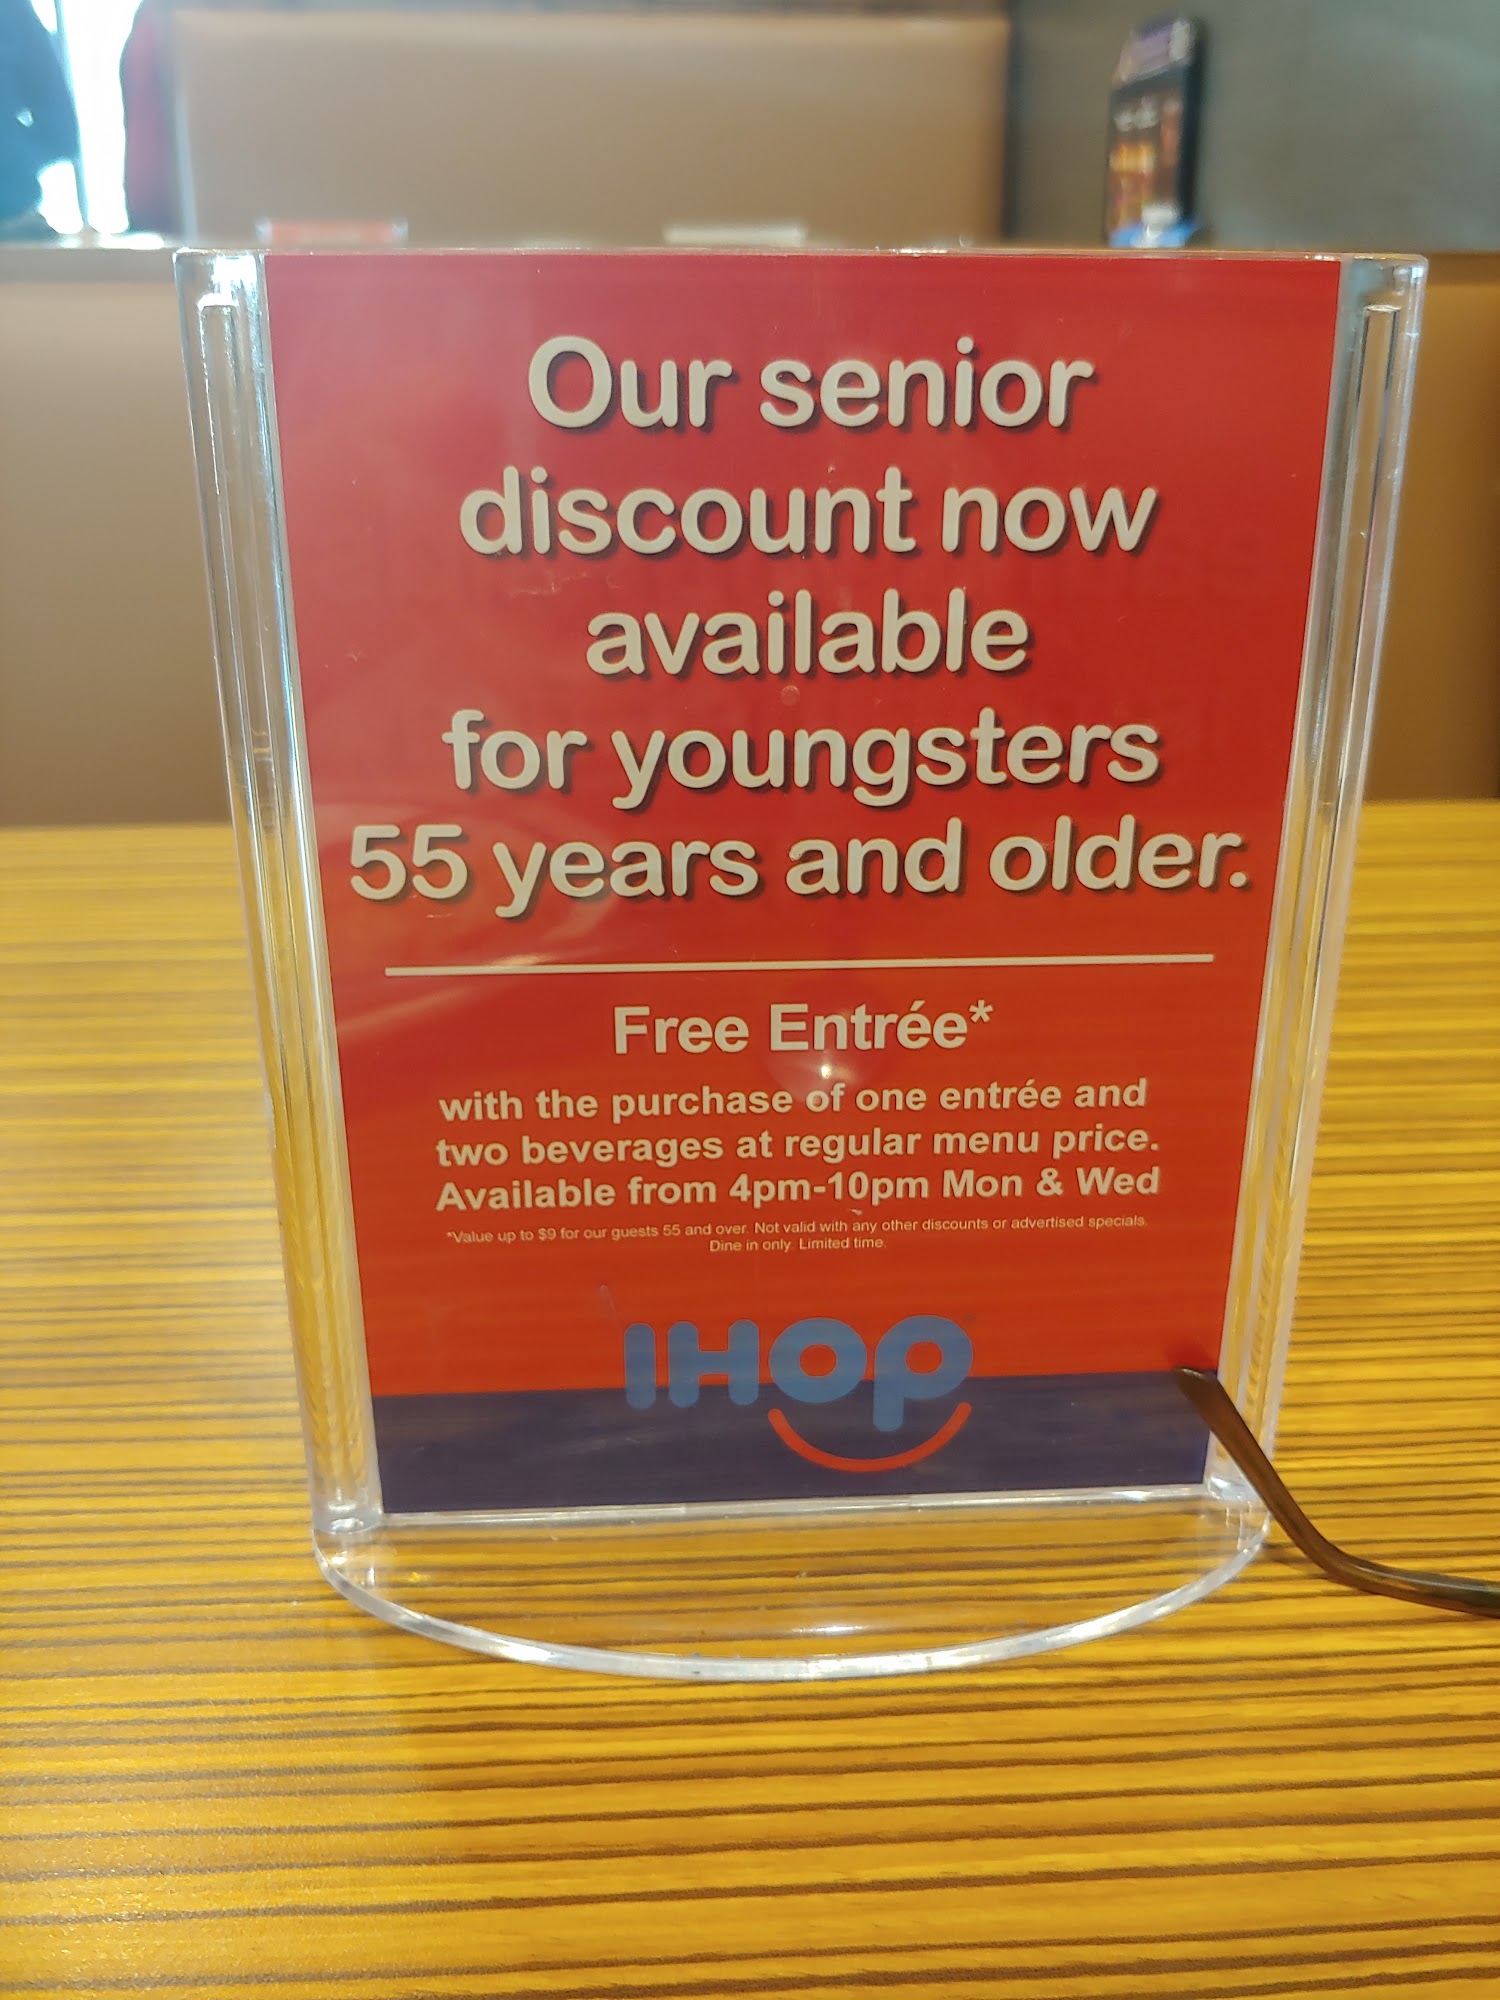 Our senior
discount now
available
for youngsters
55 years and older.
Free Entrée*
with the purchase of one entrée and
two beverages at regular menu price.
Available from 4pm-10pm Mon & Wed
*Value up to $9 for our guests 55 and over. Not valid with any other discounts or advertised specials.
Dine in only. Limited time.
IHOP